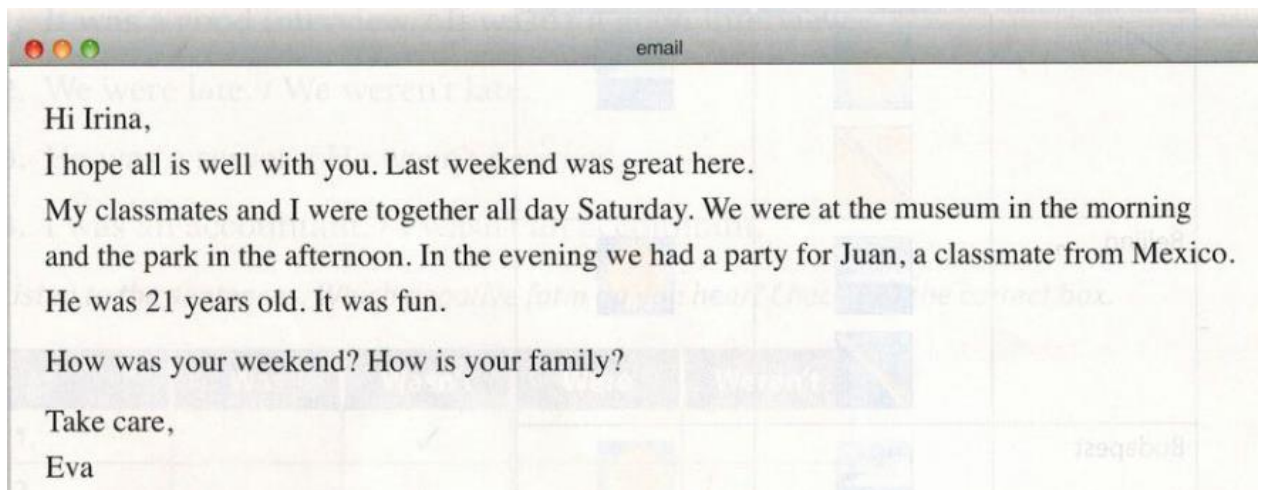 email
Hi Irina,
I hope all is well with you. Last weekend was great here.
My classmates and I were together all day Saturday. We were at the museum in the morning
and the park in the afternoon. In the evening we had a party for Juan, a classmate from Mexico.
He was 21 years old. It was fun.
How was your weekend? How is your family?
Take care,
Eva